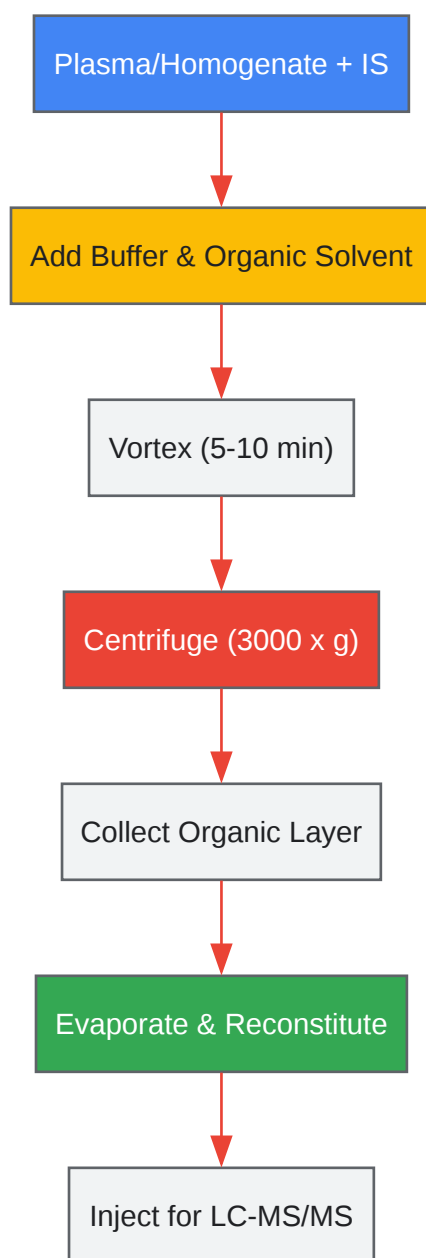 Plasma/Homogenate + IS
Add Buffer & Organic Solvent
Vortex (5-10 min)
Centrifuge (3000 x g)
Collect Organic Layer
Evaporate & Reconstitute
Inject for LC-MS/MS